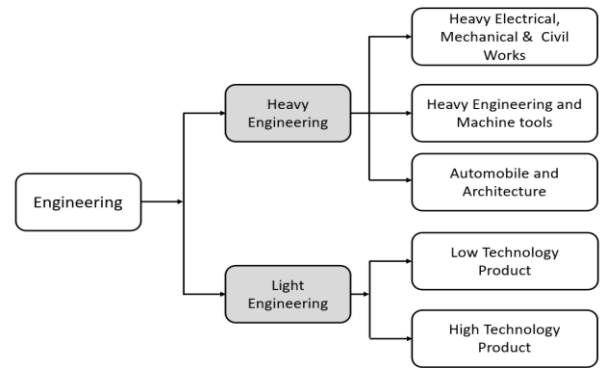 Heavy Electrical,
Mechanical & Civil
Works
Heavy
Engineering
Heavy Engineering and
Machine tools
Automobile and
Architecture
Engineering
Low Technology
Product
Light
Engineering
High Technology
Product